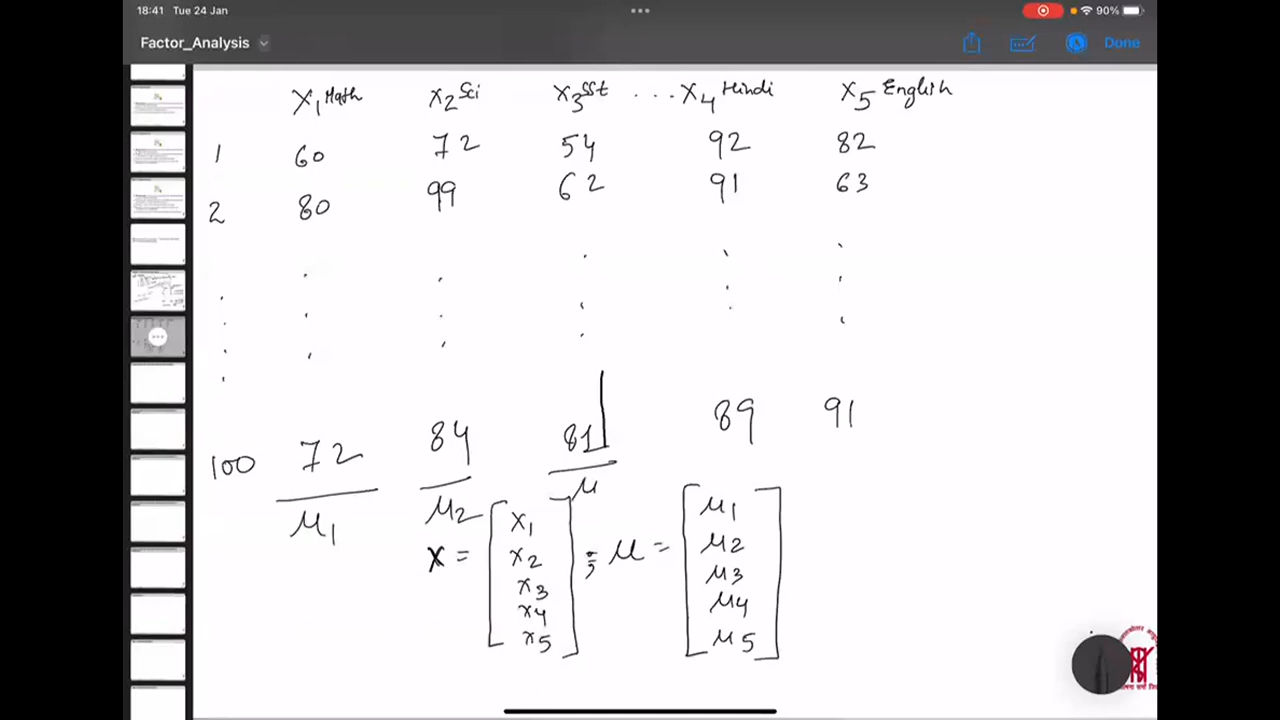 18:41 Tue 24 Jan
90%
Factor_Analysis
Done
X₁ Math X₂ Sci X₃ SSt ... X₄ Hindi X₅ English
1 60 72 54 92 82
2 80 99 62 91 63
100 72 84 81 89 91
μ₁ μ₂ μ
X = [x₁ x₂ x₃ x₄ x₅] ; μ = [μ₁ μ₂ μ₃ μ₄ μ₅]